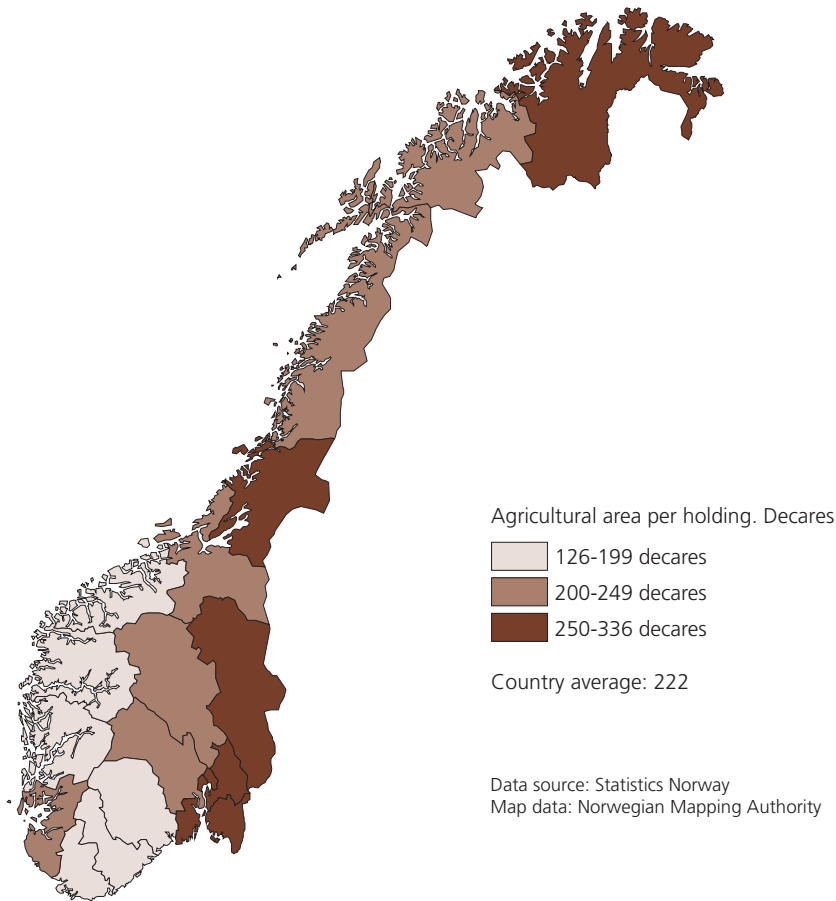 Agricultural area per holding. Decares
126-199 decares
200-249 decares
250-336 decares
Country average: 222
Data source: Statistics Norway
Map data: Norwegian Mapping Authority